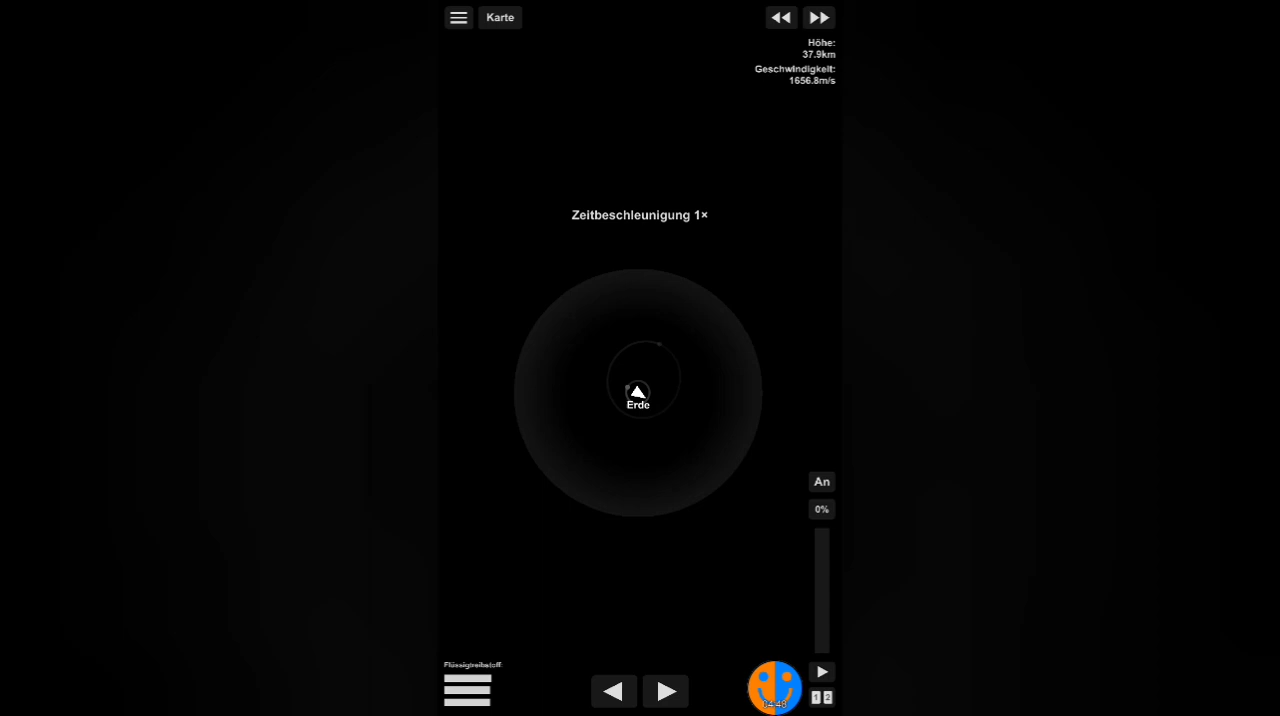 Karte
Höhe:
37.9km
Geschwindigkeit:
1656.8m/s
Zeitbeschleunigung 1×
Erde
An
0%
Flüssigtreibstoff
04:48
1 2